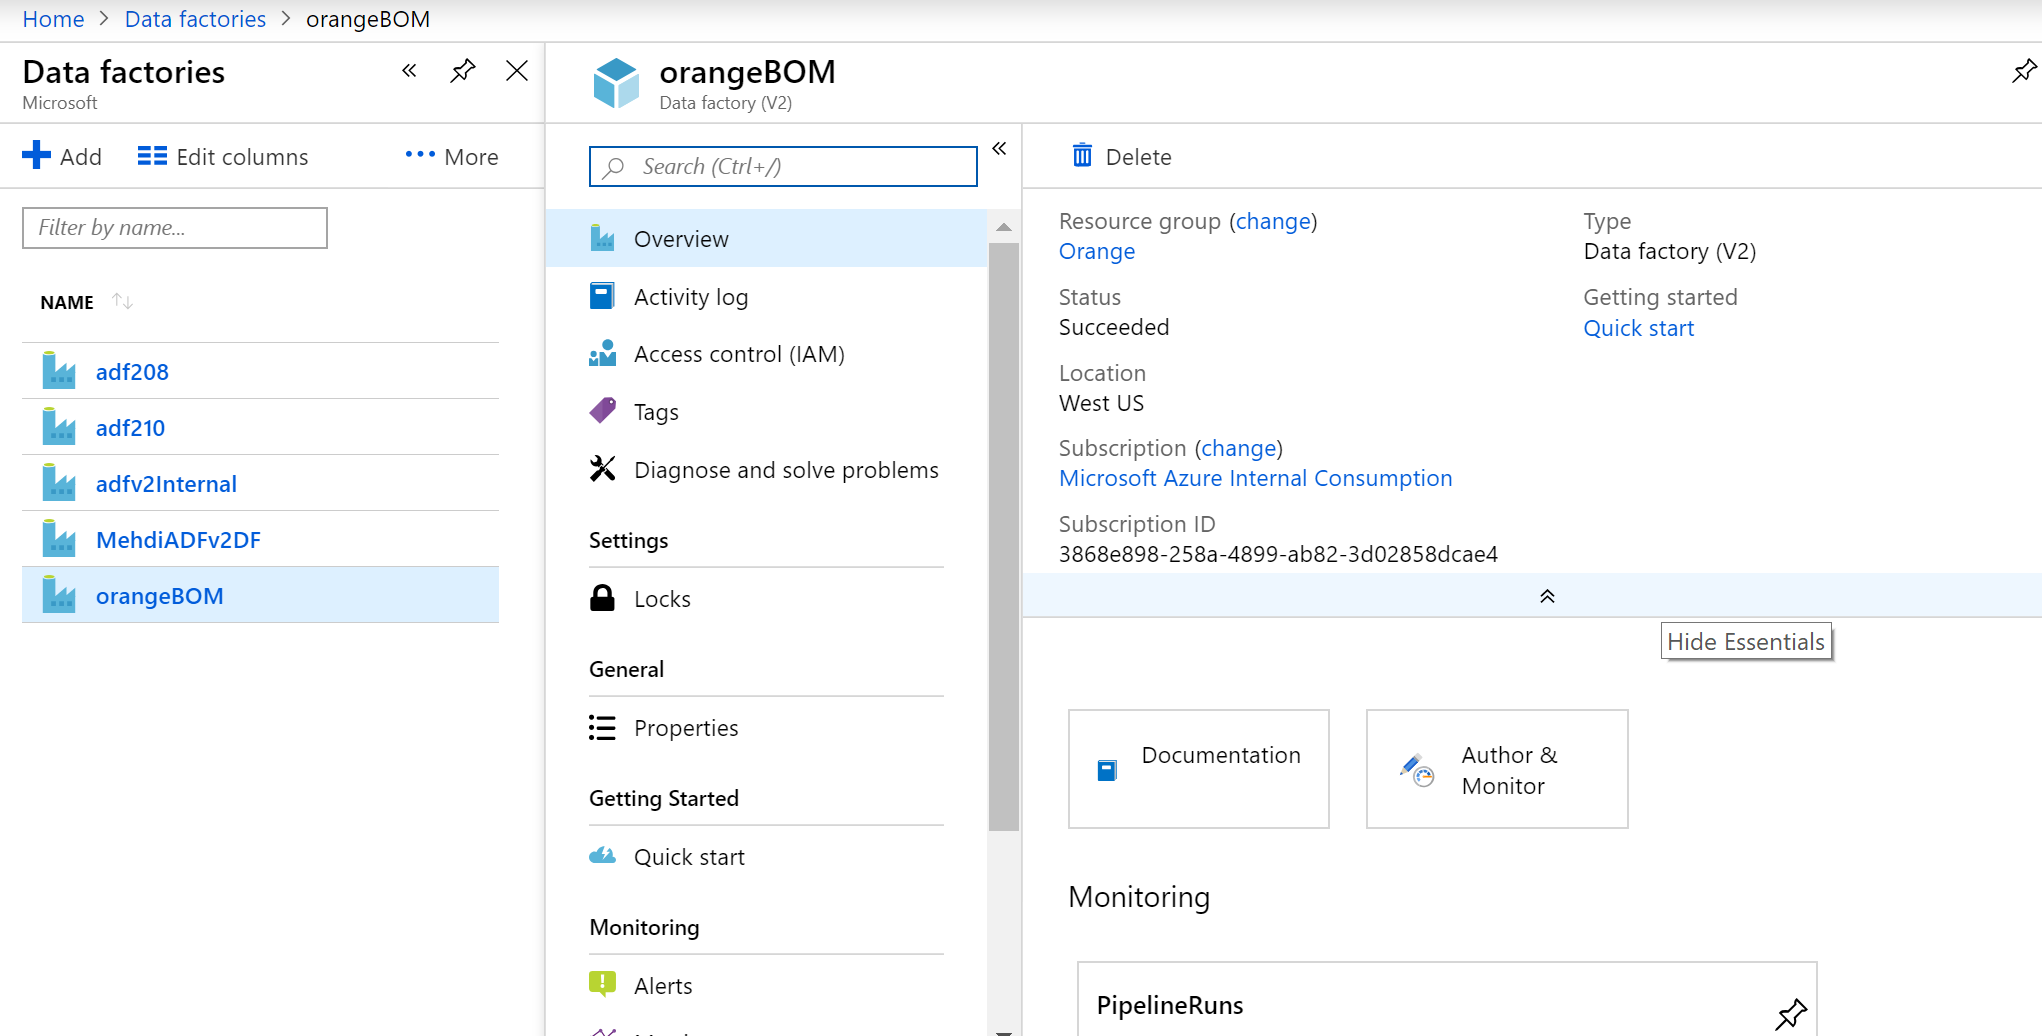 Home > Data factories > orangeBOM
Data factories
Microsoft
Add
Edit columns
More
Filter by name...
NAME
adf208
adf210
adfv2Internal
MehdiADFv2DF
orangeBOM
orangeBOM
Data factory (V2)
Search (Ctrl+/)
Overview
Activity log
Access control (IAM)
Tags
Diagnose and solve problems
Settings
Locks
General
Properties
Getting Started
Quick start
Monitoring
Alerts
Delete
Resource group (change)
Orange
Status
Succeeded
Location
West US
Subscription (change)
Microsoft Azure Internal Consumption
Subscription ID
3868e898-258a-4899-ab82-3d02858dcae4
Type
Data factory (V2)
Getting started
Quick start
Hide Essentials
Documentation
Author &
Monitor
Monitoring
PipelineRuns